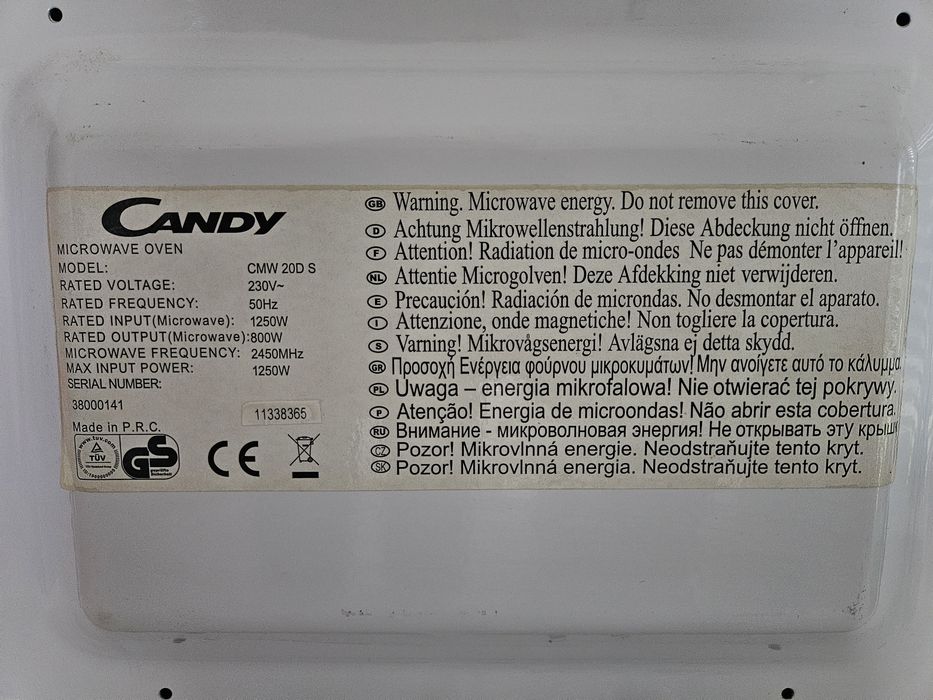 CANDY
MICROWAVE OVEN
MODEL: CMW 20D S
RATED VOLTAGE: 230V~
RATED FREQUENCY: 50Hz
RATED INPUT(Microwave): 1250W
RATED OUTPUT(Microwave):800W
MICROWAVE FREQUENCY: 2450MHz
MAX INPUT POWER: 1250W
SERIAL NUMBER:
38000141
11338365
Made in P.R.C.
www.tuv.com
TÜV
GS
geprüfte
Sicherheit
CE
GB Warning. Microwave energy. Do not remove this cover.
D Achtung Mikrowellenstrahlung! Diese Abdeckung nicht öffnen.
F Attention! Radiation de micro-ondes Ne pas démonter l'appareil!
NL Attentie Microgolven! Deze Afdekking niet verwijderen.
E Precaución! Radiación de microndas. No desmontar el aparato.
I Attenzione, onde magnetiche! Non togliere la copertura.
S Varning! Mikrovågsenergi! Avlägsna ej detta skydd.
GR Προσοχή Ενέργεια φούρνου μικροκυμάτων! Μην ανοίγετε αυτό το κάλυμμα
PL Uwaga – energia mikrofalowa! Nie otwierać tej pokrywy.
P Atenção! Energia de microondas! Não abrir esta cobertura.
RU Внимание - микроволновая энергия! Не открывать эту крышк
CZ Pozor! Mikrovlnná energie. Neodstraňujte tento kryt.
SK Pozor! Mikrovlnná energia. Neodstraňujte tento kryt.